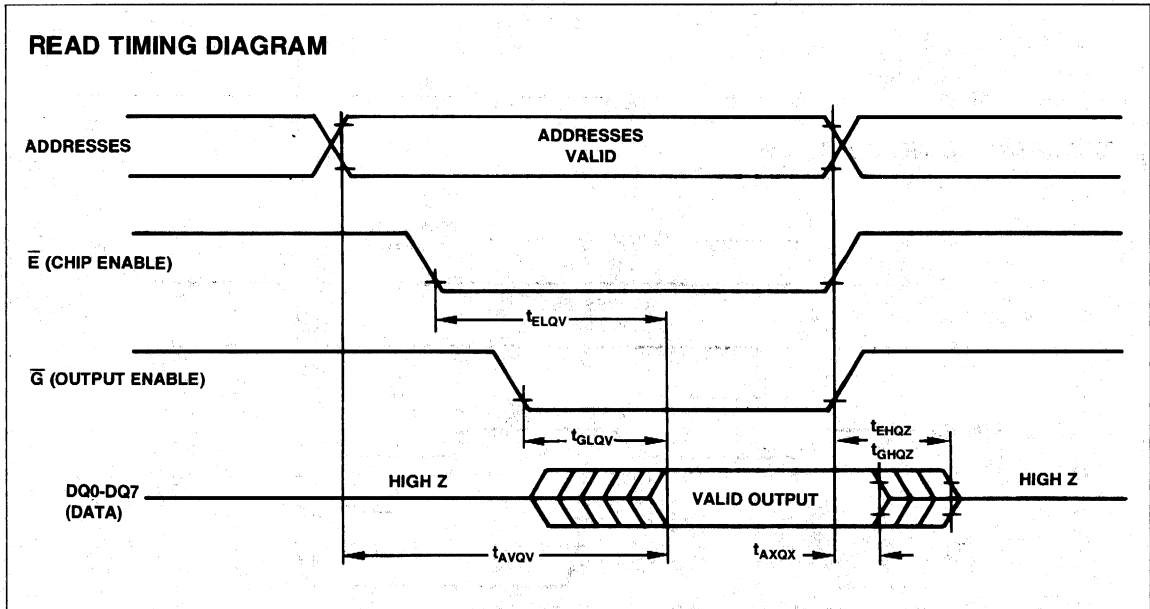 READ TIMING DIAGRAM
ADDRESSES
ADDRESSES
VALID
E̅ (CHIP ENABLE)
tELQV
G̅ (OUTPUT ENABLE)
tGLQV
tEHQZ
tGHQZ
DQ0-DQ7
(DATA)
HIGH Z
VALID OUTPUT
HIGH Z
tAVQV
tAXQX